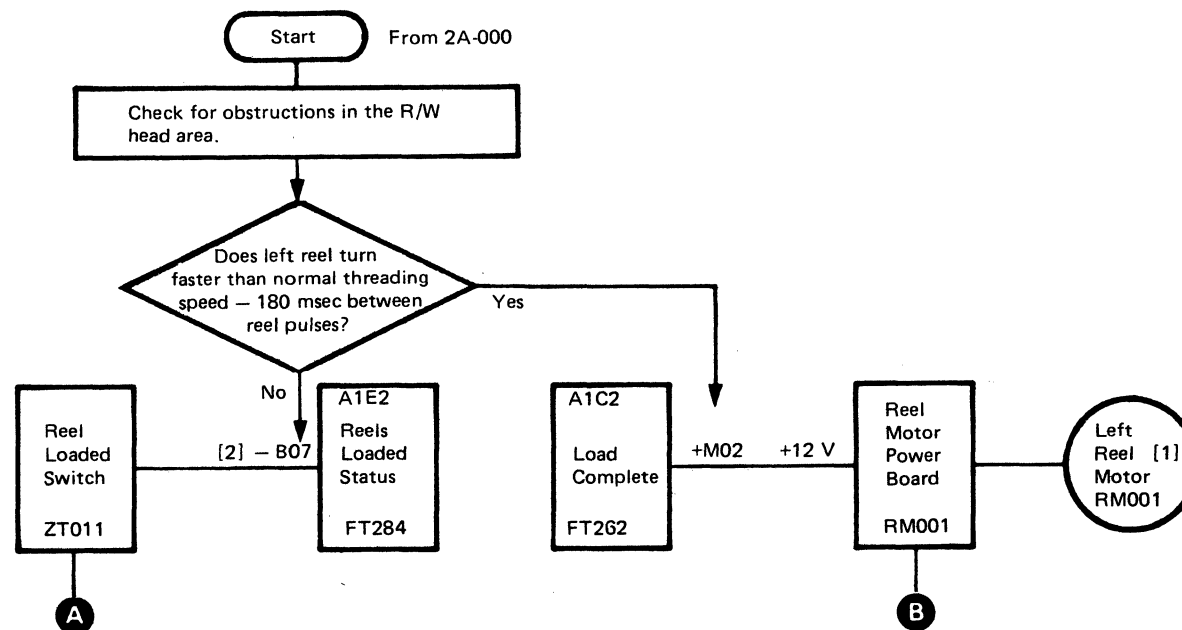 Start
From 2A-000
Check for obstructions in the R/W
head area.
Does left reel turn
faster than normal threading
speed — 180 msec between
reel pulses?
Yes
No
Reel
Loaded
Switch
ZT011
[2] — B07
A1E2
Reels
Loaded
Status
FT284
A1C2
Load
Complete
FT262
+M02
+12 V
Reel
Motor
Power
Board
RM001
Left
Reel [1]
Motor
RM001
A
B